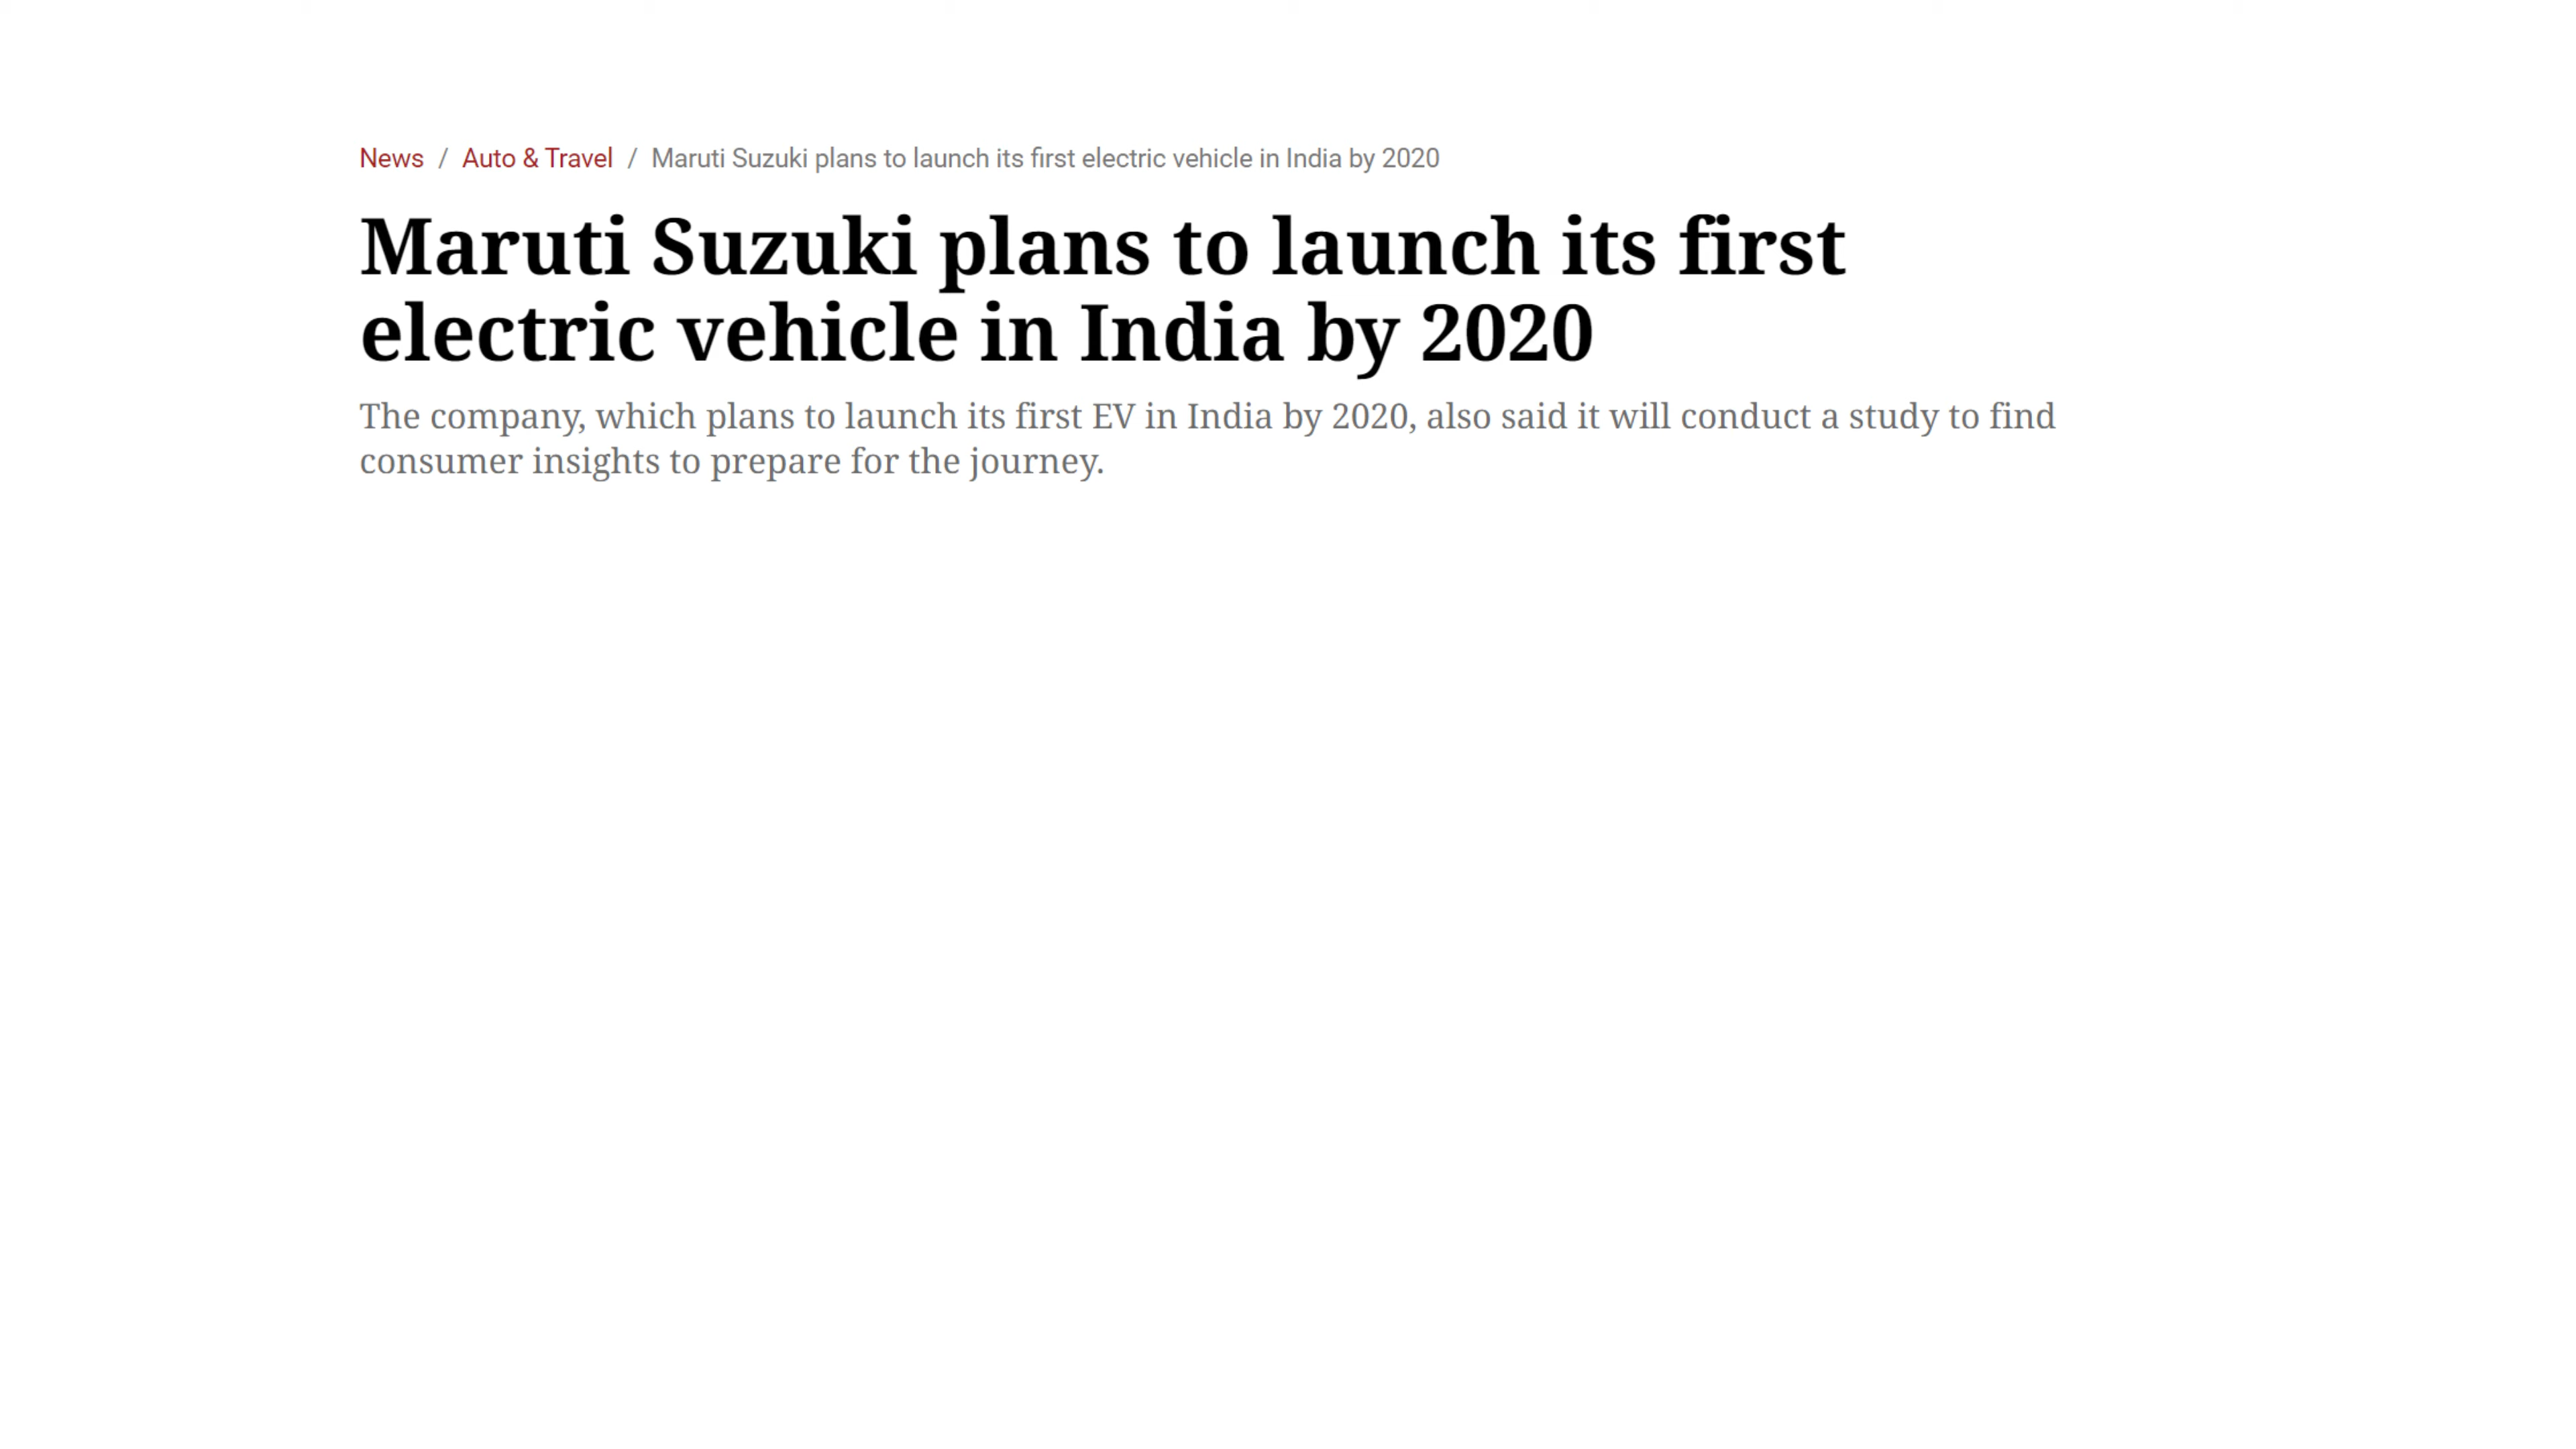 News / Auto & Travel / Maruti Suzuki plans to launch its first electric vehicle in India by 2020
Maruti Suzuki plans to launch its first
electric vehicle in India by 2020
The company, which plans to launch its first EV in India by 2020, also said it will conduct a study to find
consumer insights to prepare for the journey.